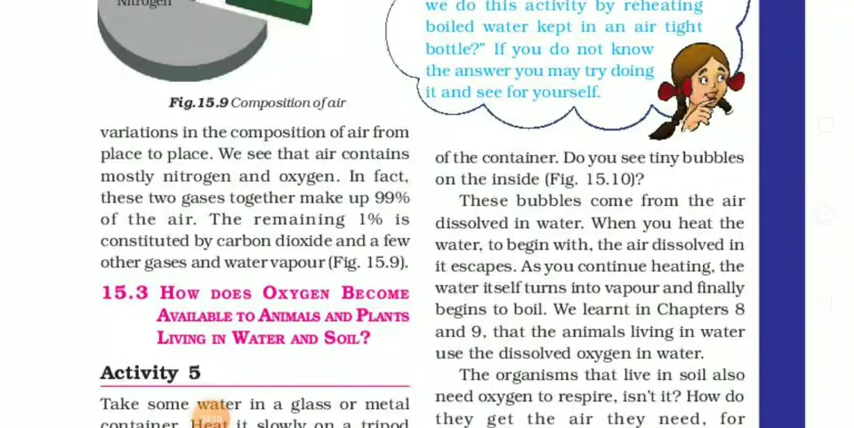 Nitrogen
Fig.15.9 Composition of air
variations in the composition of air from
place to place. We see that air contains
mostly nitrogen and oxygen. In fact,
these two gases together make up 99%
of the air. The remaining 1% is
constituted by carbon dioxide and a few
other gases and water vapour (Fig. 15.9).
15.3 HOW DOES OXYGEN BECOME
AVAILABLE TO ANIMALS AND PLANTS
LIVING IN WATER AND SOIL?
Activity 5
Take some water in a glass or metal
container. Heat it slowly on a tripod
we do this activity by reheating
boiled water kept in an air tight
bottle?" If you do not know
the answer you may try doing
it and see for yourself.
of the container. Do you see tiny bubbles
on the inside (Fig. 15.10)?
These bubbles come from the air
dissolved in water. When you heat the
water, to begin with, the air dissolved in
it escapes. As you continue heating, the
water itself turns into vapour and finally
begins to boil. We learnt in Chapters 8
and 9, that the animals living in water
use the dissolved oxygen in water.
The organisms that live in soil also
need oxygen to respire, isn't it? How do
they get the air they need, for